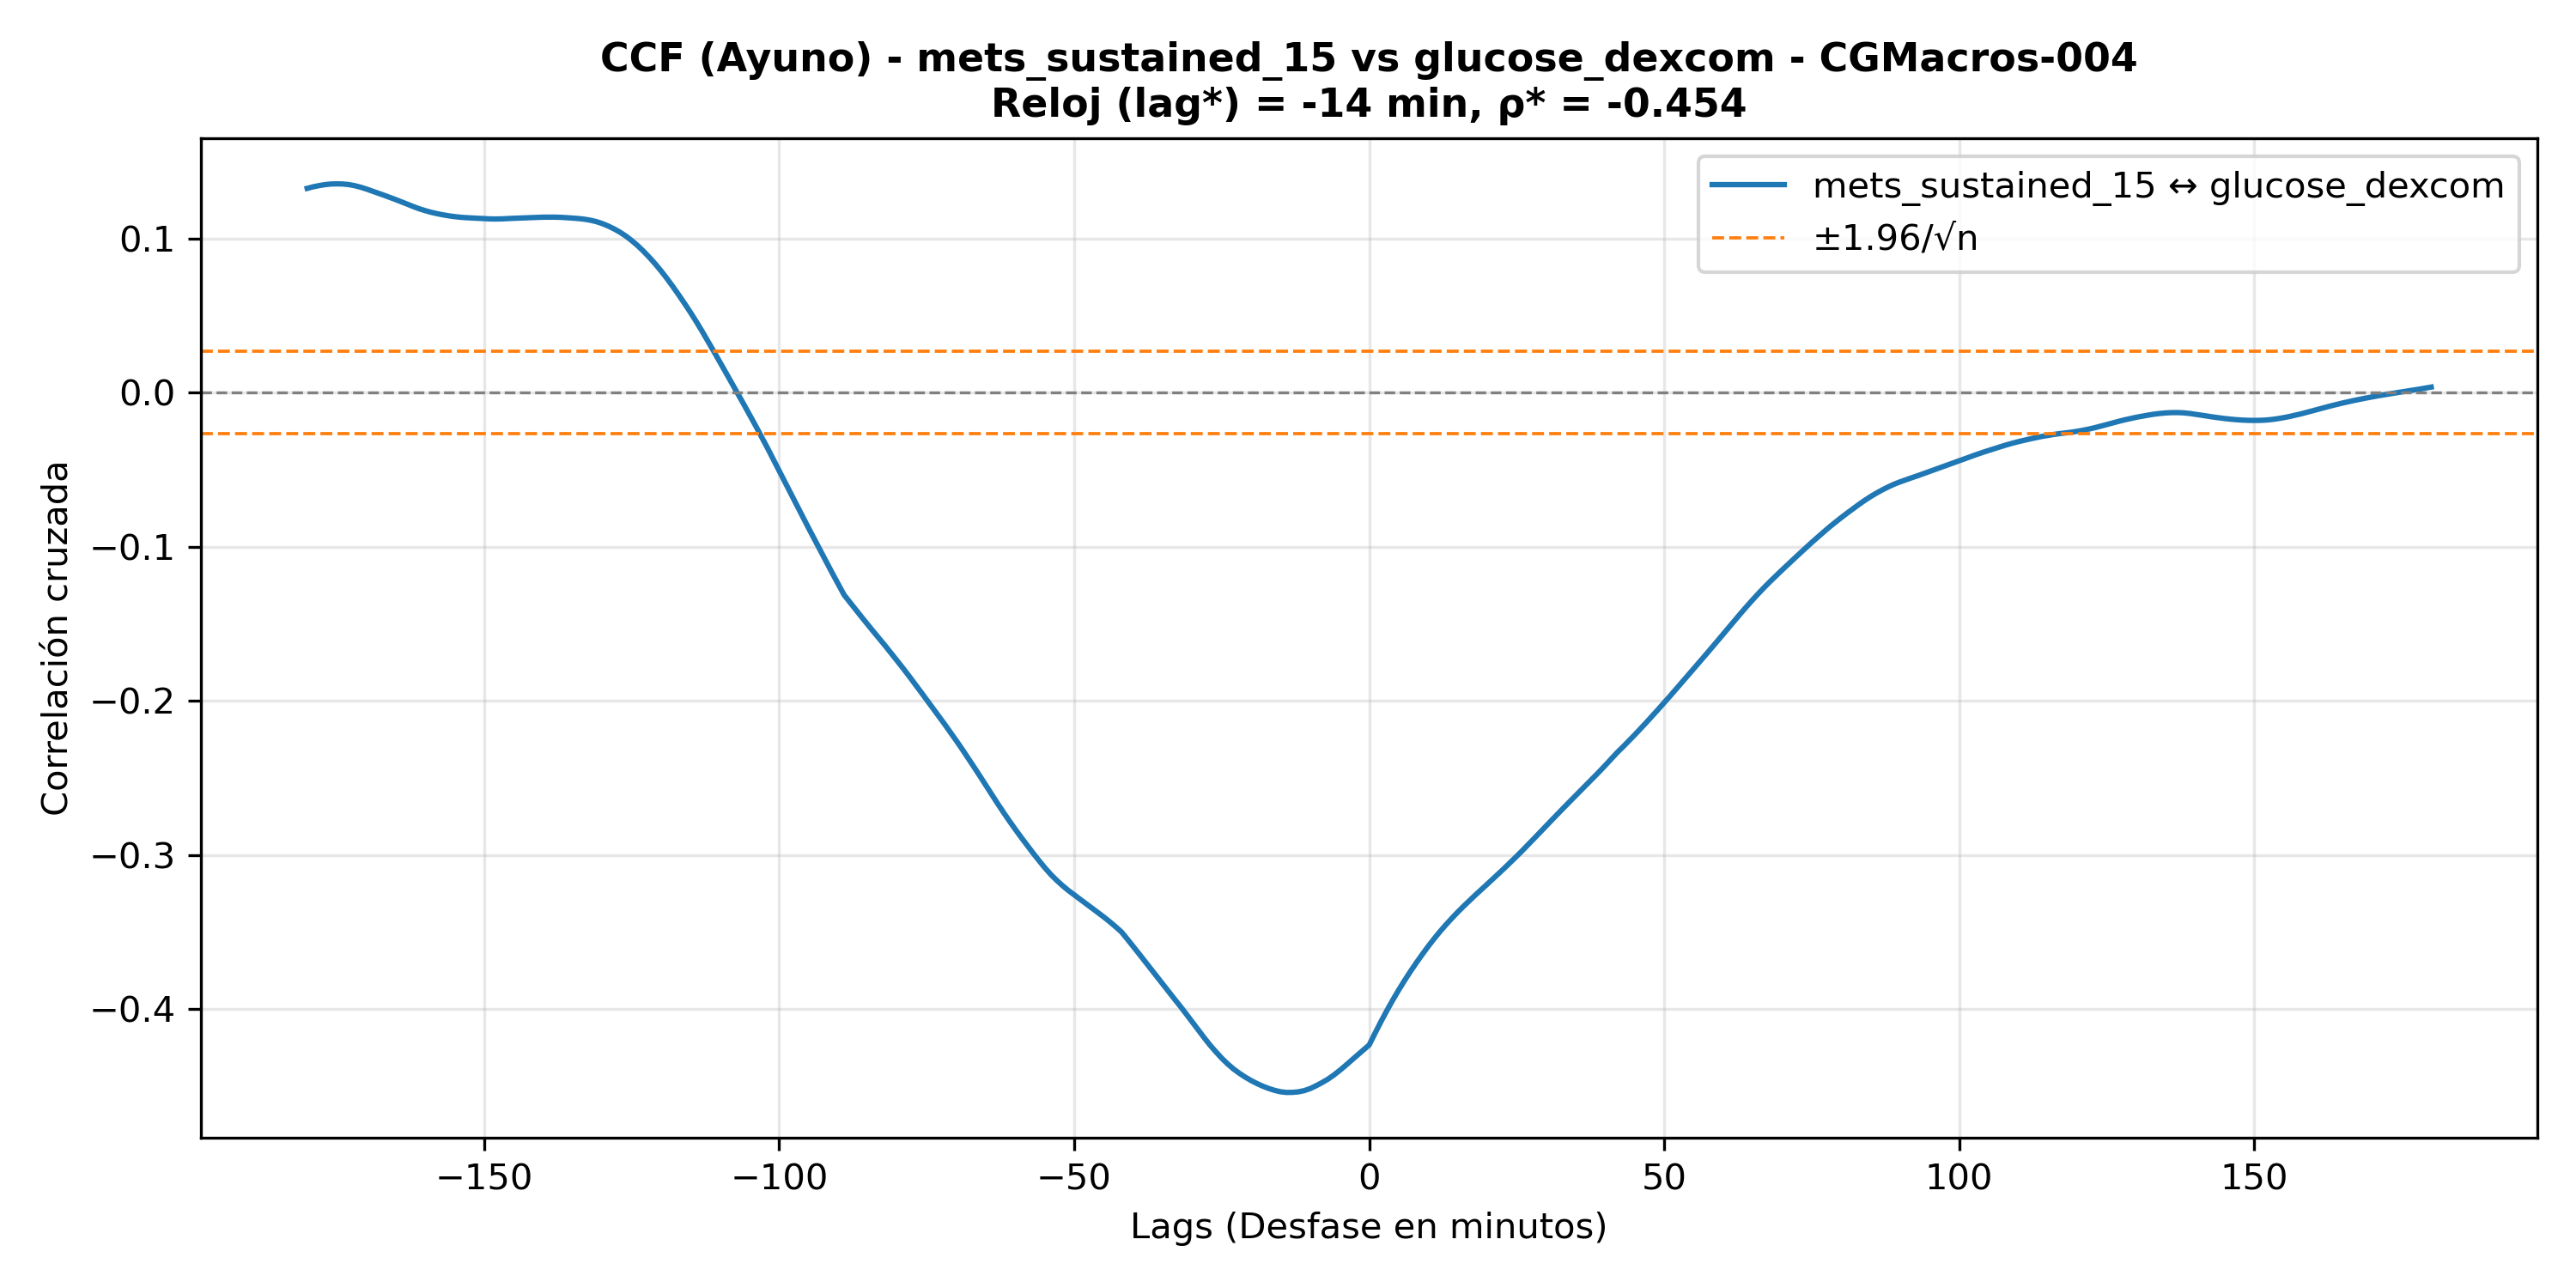 CCF (Ayuno) - mets_sustained_15 vs glucose_dexcom - CGMacros-004
Reloj (lag*) = -14 min, ρ* = -0.454
mets_sustained_15 ↔ glucose_dexcom
±1.96/√n
Correlación cruzada
0.1
0.0
−0.1
−0.2
−0.3
−0.4
−150
−100
−50
0
50
100
150
Lags (Desfase en minutos)